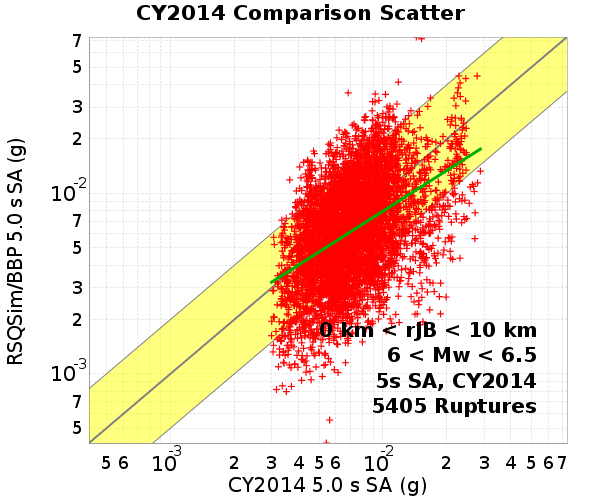 CY2014 Comparison Scatter
7
5
3
2
10-2
7
5
3
2
10-3
7
5
RSQSim/BBP 5.0 s SA (g)
0 km < rJB < 10 km
6 < Mw < 6.5
5s SA, CY2014
5405 Ruptures
5 6 10-3 2 3 4 5 6 10-2 2 3 4 5 6 7
CY2014 5.0 s SA (g)